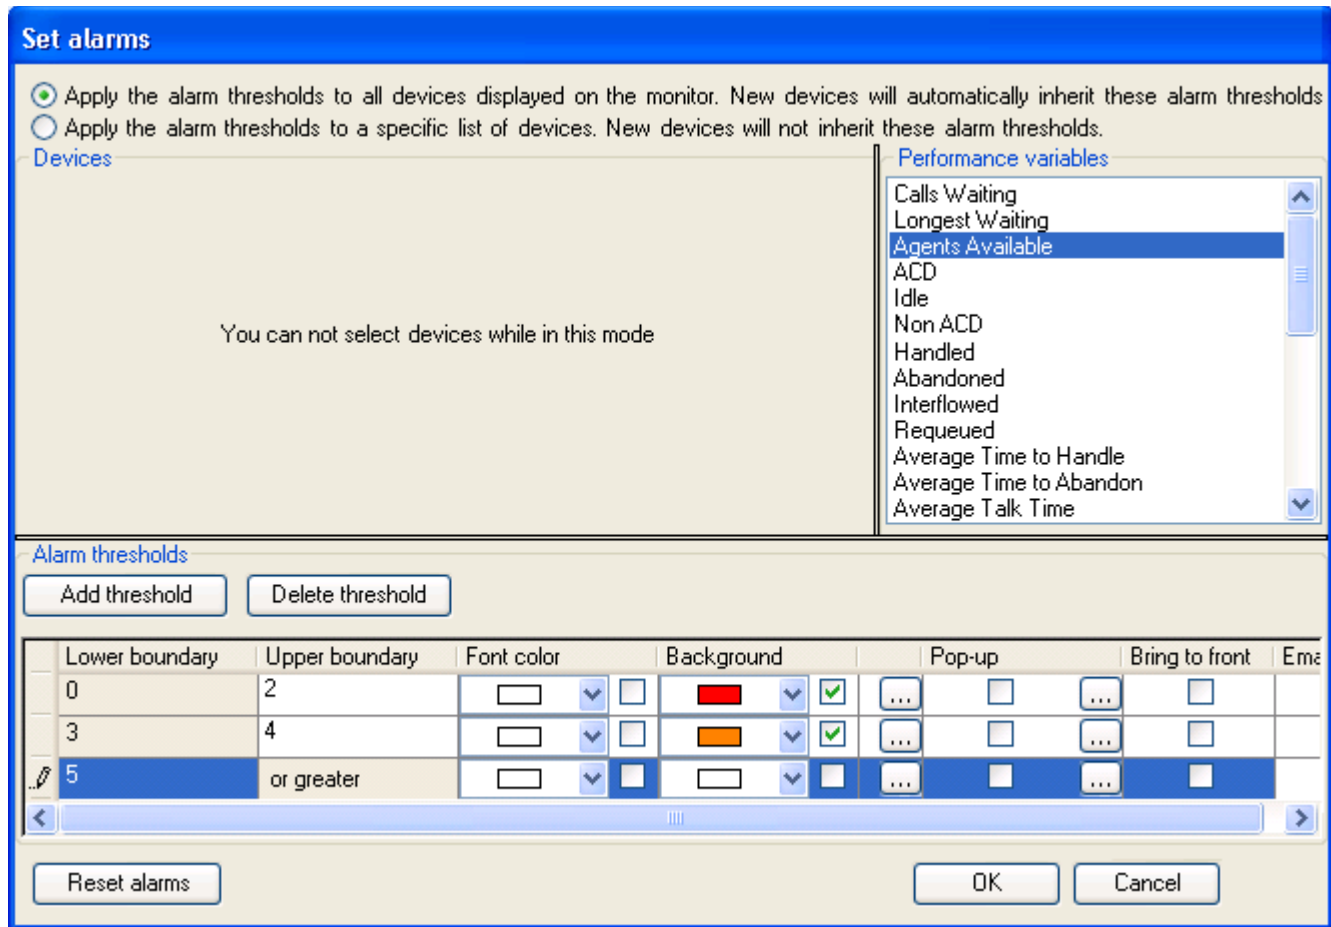 Set alarms
Apply the alarm thresholds to all devices displayed on the monitor. New devices will automatically inherit these alarm thresholds
Apply the alarm thresholds to a specific list of devices. New devices will not inherit these alarm thresholds.
Devices
You can not select devices while in this mode
Performance variables
Calls Waiting
Longest Waiting
Agents Available
ACD
Idle
Non ACD
Handled
Abandoned
Interflowed
Requeued
Average Time to Handle
Average Time to Abandon
Average Talk Time
Alarm thresholds
Add threshold Delete threshold
Lower boundary Upper boundary Font color Background Pop-up Bring to front Ema
0 2 ... ...
3 4 ... ...
5 or greater ... ...
Reset alarms OK Cancel